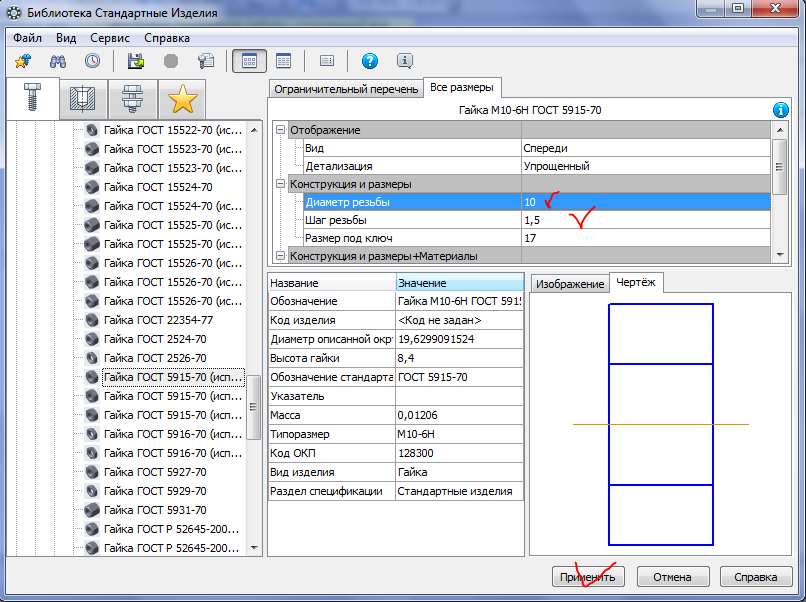 Библиотека Стандартные Изделия
Файл Вид Сервис Справка
Ограничительный перечень Все размеры
Гайка М10-6Н ГОСТ 5915-70
Отображение
Вид Спереди
Детализация Упрощенный
Конструкция и размеры
Диаметр резьбы 10
Шаг резьбы 1,5
Размер под ключ 17
Конструкция и размеры+Материалы
Гайка ГОСТ 15522-70 (ис...
Гайка ГОСТ 15523-70 (ис...
Гайка ГОСТ 15523-70 (ис...
Гайка ГОСТ 15524-70
Гайка ГОСТ 15524-70 (ис...
Гайка ГОСТ 15525-70 (ис...
Гайка ГОСТ 15525-70 (ис...
Гайка ГОСТ 15526-70 (ис...
Гайка ГОСТ 15526-70 (ис...
Гайка ГОСТ 15526-70 (ис...
Гайка ГОСТ 22354-77
Гайка ГОСТ 2524-70
Гайка ГОСТ 2526-70
Гайка ГОСТ 5915-70 (исп...
Гайка ГОСТ 5915-70 (исп...
Гайка ГОСТ 5915-70 (исп...
Гайка ГОСТ 5916-70 (исп...
Гайка ГОСТ 5916-70 (исп...
Гайка ГОСТ 5927-70
Гайка ГОСТ 5929-70
Гайка ГОСТ 5931-70
Гайка ГОСТ Р 52645-200...
Гайка ГОСТ Р 52645-200...
Название Значение
Обозначение Гайка М10-6Н ГОСТ 591
Код изделия <Код не задан>
Диаметр описанной окр 19,6299091524
Высота гайки 8,4
Обозначение стандарта ГОСТ 5915-70
Указатель
Масса 0,01206
Типоразмер М10-6Н
Код ОКП 128300
Вид изделия Гайка
Раздел спецификации Стандартные изделия
Изображение Чертёж
Применить Отмена Справка